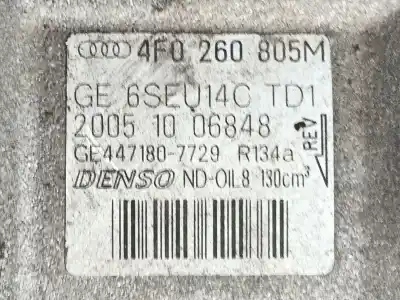 4F0 260 805M
GE 6SEU14C TD1
2005 10 06848
REV
GE447180-7729 R134a
DENSO ND-OIL8 130cm³